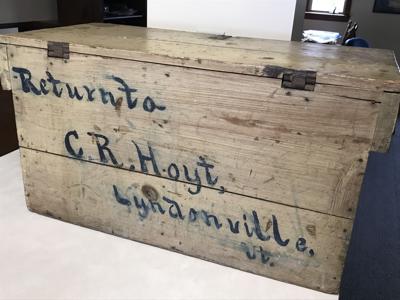 Return to
C. R. Hoyt,
Lyndonville.
Vt.